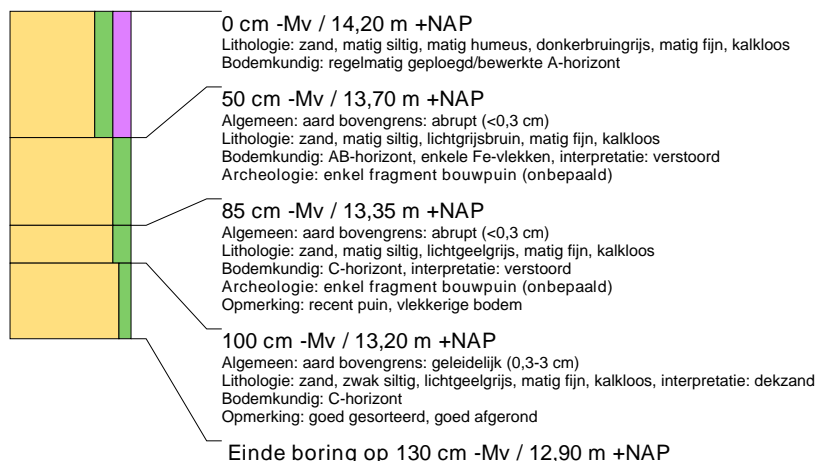 0 cm -Mv / 14,20 m +NAP
Lithologie: zand, matig siltig, matig humeus, donkerbruingrijs, matig fijn, kalkloos
Bodemkundig: regelmatig geploegd/bewerkte A-horizont
50 cm -Mv / 13,70 m +NAP
Algemeen: aard bovengrens: abrupt (<0,3 cm)
Lithologie: zand, matig siltig, lichtgrijsbruin, matig fijn, kalkloos
Bodemkundig: AB-horizont, enkele Fe-vlekken, interpretatie: verstoord
Archeologie: enkel fragment bouwpuin (onbepaald)
85 cm -Mv / 13,35 m +NAP
Algemeen: aard bovengrens: abrupt (<0,3 cm)
Lithologie: zand, matig siltig, lichtgeelgrijs, matig fijn, kalkloos
Bodemkundig: C-horizont, interpretatie: verstoord
Archeologie: enkel fragment bouwpuin (onbepaald)
Opmerking: recent puin, vlekkerige bodem
100 cm -Mv / 13,20 m +NAP
Algemeen: aard bovengrens: geleidelijk (0,3-3 cm)
Lithologie: zand, zwak siltig, lichtgeelgrijs, matig fijn, kalkloos, interpretatie: dekzand
Bodemkundig: C-horizont
Opmerking: goed gesorteerd, goed afgerond
Einde boring op 130 cm -Mv / 12,90 m +NAP